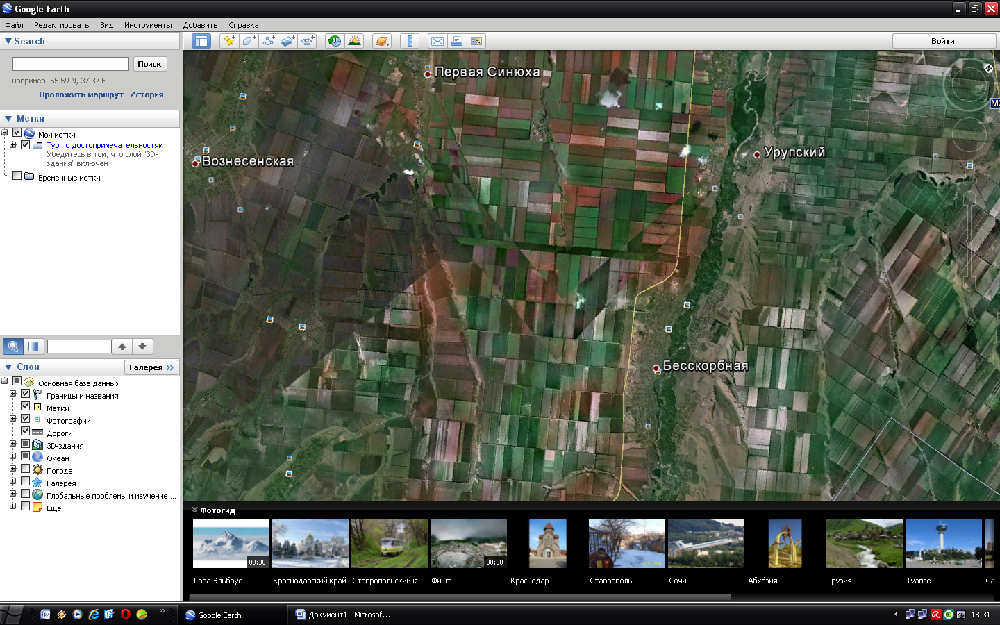 Google Earth
Файл Редактировать Вид Инструменты Добавить Справка
Search
Поиск
например: 55 59 N, 37 37 E
Проложить маршрут История
Метки
Мои метки
Тур по достопримечательностям
Убедитесь в том, что слой "3D-
здания" включен
Временные метки
Слои
Галерея
Основная база данных
Границы и названия
Метки
Фотографии
Дороги
3D-здания
Океан
Погода
Галерея
Глобальные проблемы и изучение ...
Еще
Войти
Первая Синюха
Вознесенская
Урупский
Бесскорбная
Фотогид
00:38
00:38
Гора Эльбрус
Краснодарский край
Ставропольский к...
Фишт
Краснодар
Ставрополь
Сочи
Абха́зия
Грузия
Туапсе
Google Earth
Документ1 - Microsof...
18:31